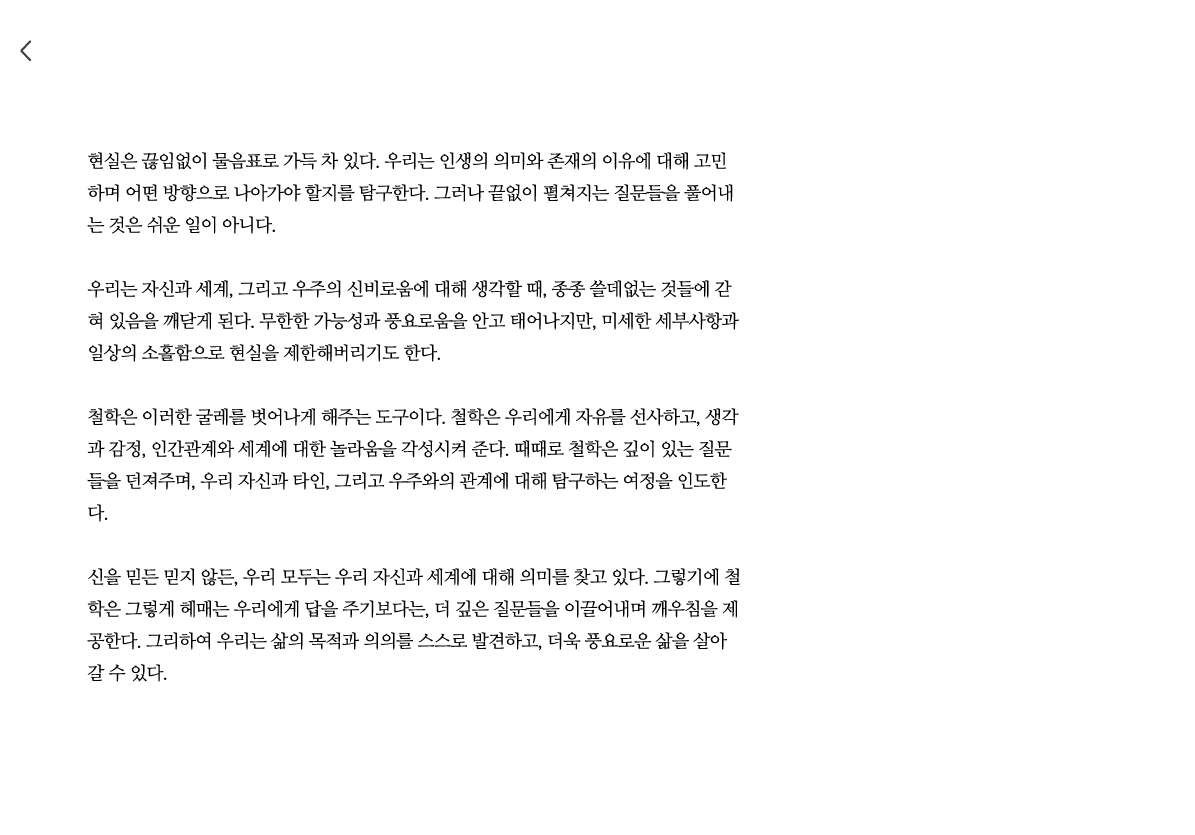 현실은 끊임없이 물음표로 가득 차 있다. 우리는 인생의 의미와 존재의 이유에 대해 고민
하며 어떤 방향으로 나아가야 할지를 탐구한다. 그러나 끝없이 펼쳐지는 질문들을 풀어내
는 것은 쉬운 일이 아니다.
우리는 자신과 세계, 그리고 우주의 신비로움에 대해 생각할 때, 종종 쓸데없는 것들에 갇
혀 있음을 깨닫게 된다. 무한한 가능성과 풍요로움을 안고 태어나지만, 미세한 세부사항과
일상의 소홀함으로 현실을 제한해버리기도 한다.
철학은 이러한 굴레를 벗어나게 해주는 도구이다. 철학은 우리에게 자유를 선사하고, 생각
과 감정, 인간관계와 세계에 대한 놀라움을 각성시켜 준다. 때때로 철학은 깊이 있는 질문
들을 던져주며, 우리 자신과 타인, 그리고 우주와의 관계에 대해 탐구하는 여정을 인도한
다.
신을 믿든 믿지 않든, 우리 모두는 우리 자신과 세계에 대해 의미를 찾고 있다. 그렇기에 철
학은 그렇게 헤매는 우리에게 답을 주기보다는, 더 깊은 질문들을 이끌어내며 깨우침을 제
공한다. 그리하여 우리는 삶의 목적과 의의를 스스로 발견하고, 더욱 풍요로운 삶을 살아
갈 수 있다.